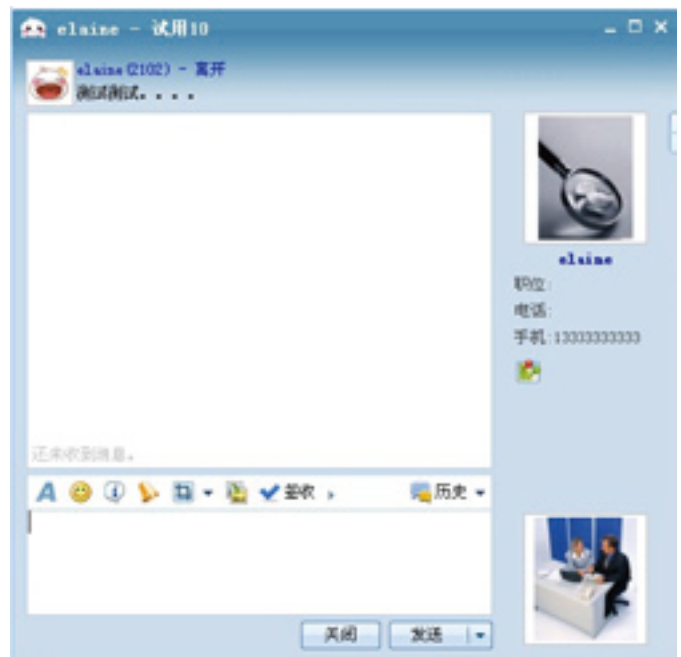 elaine - 试用10
elaine(2102) - 离开
测试测试. . . .
elaine
职位:
电话:
手机:13333333333
还未收到消息。
签收
历史
关闭
发送